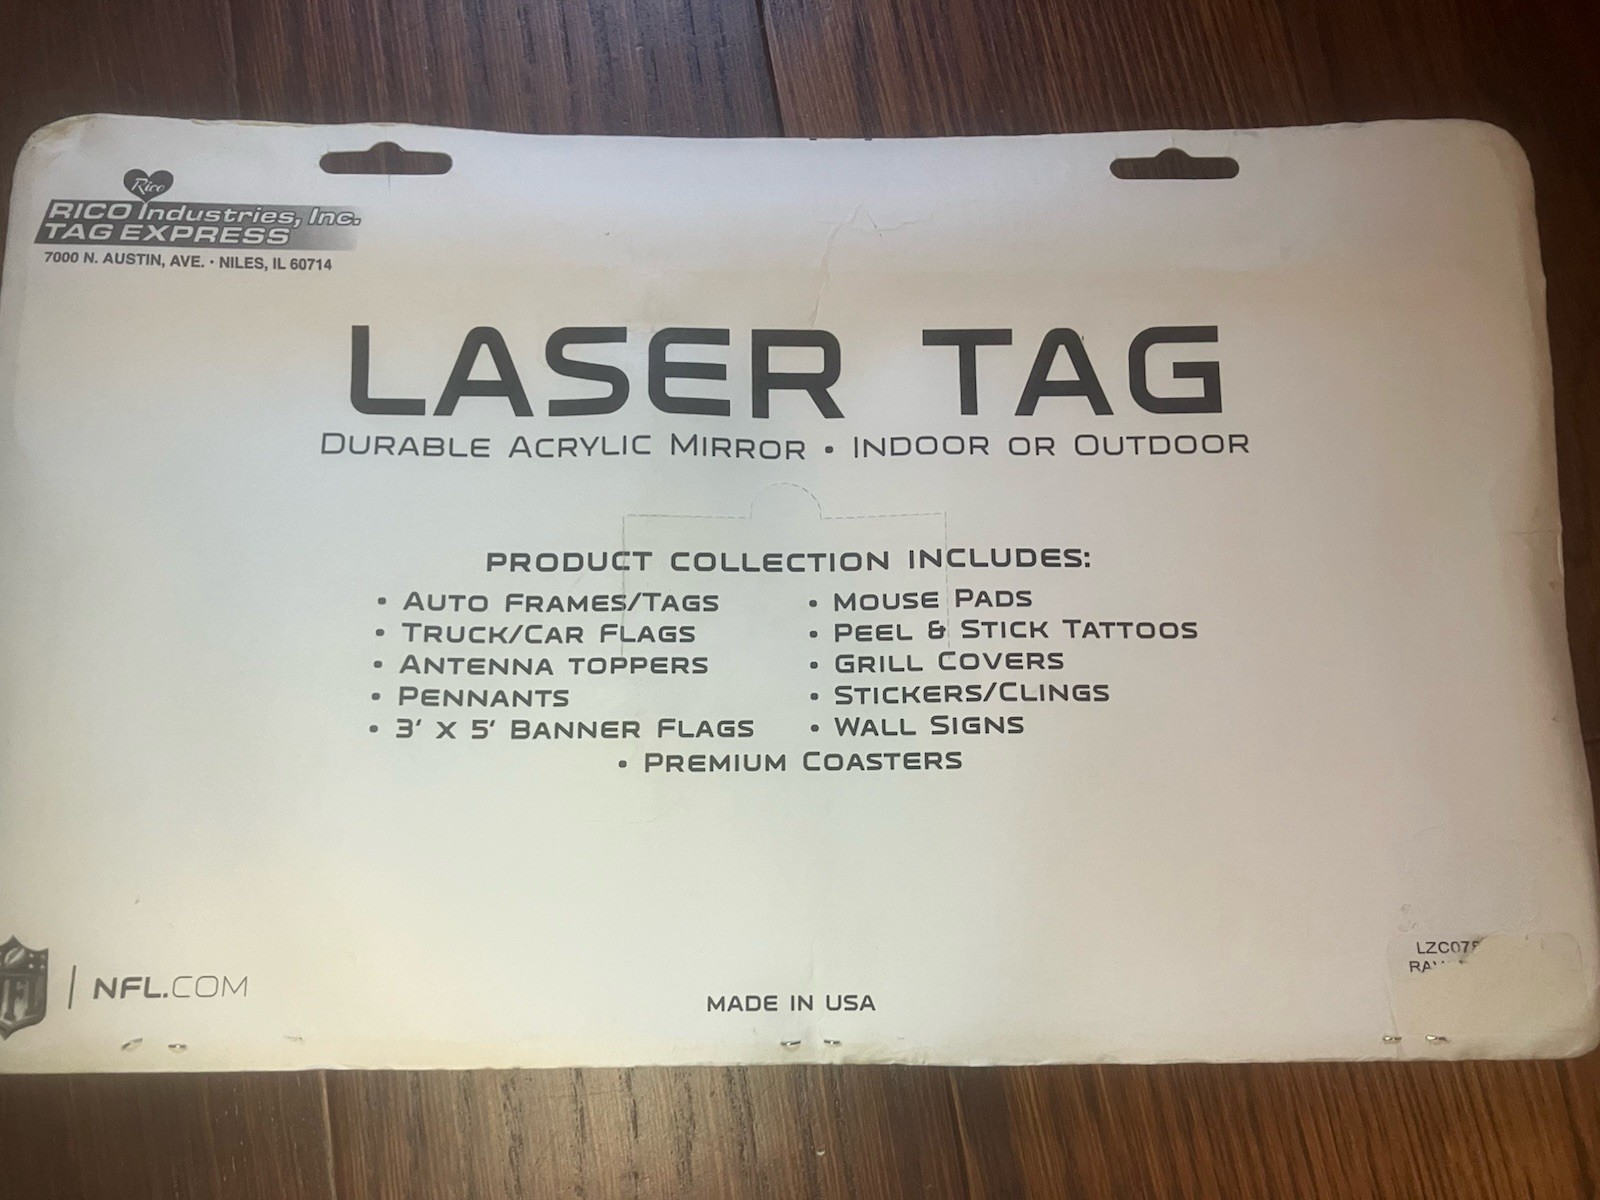 Rico
RICO Industries, Inc.
TAG EXPRESS
7000 N. AUSTIN, AVE. • NILES, IL 60714
LASER TAG
DURABLE ACRYLIC MIRROR • INDOOR OR OUTDOOR
PRODUCT COLLECTION INCLUDES:
• AUTO FRAMES/TAGS
• TRUCK/CAR FLAGS
• ANTENNA TOPPERS
• PENNANTS
• 3' X 5' BANNER FLAGS
• MOUSE PADS
• PEEL & STICK TATTOOS
• GRILL COVERS
• STICKERS/CLINGS
• WALL SIGNS
• PREMIUM COASTERS
NFL | NFL.COM
MADE IN USA